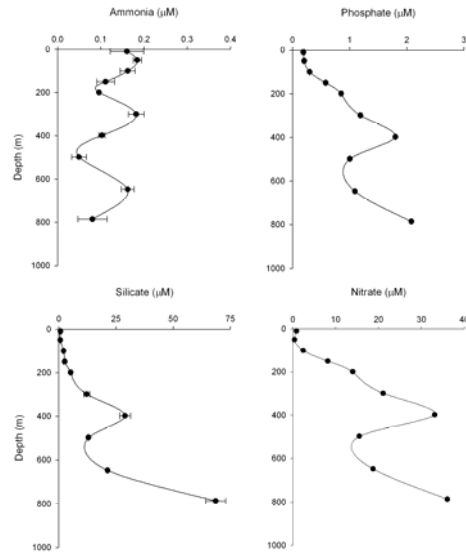 Ammonia (μM)
0.0 0.1 0.2 0.3 0.4
0
200
400
600
800
1000
Depth (m)
Phosphate (μM)
0 1 2 3
0
200
400
600
800
1000
Silicate (μM)
0 25 50 75
0
200
400
600
800
1000
Depth (m)
Nitrate (μM)
0 10 20 30 40
0
200
400
600
800
1000